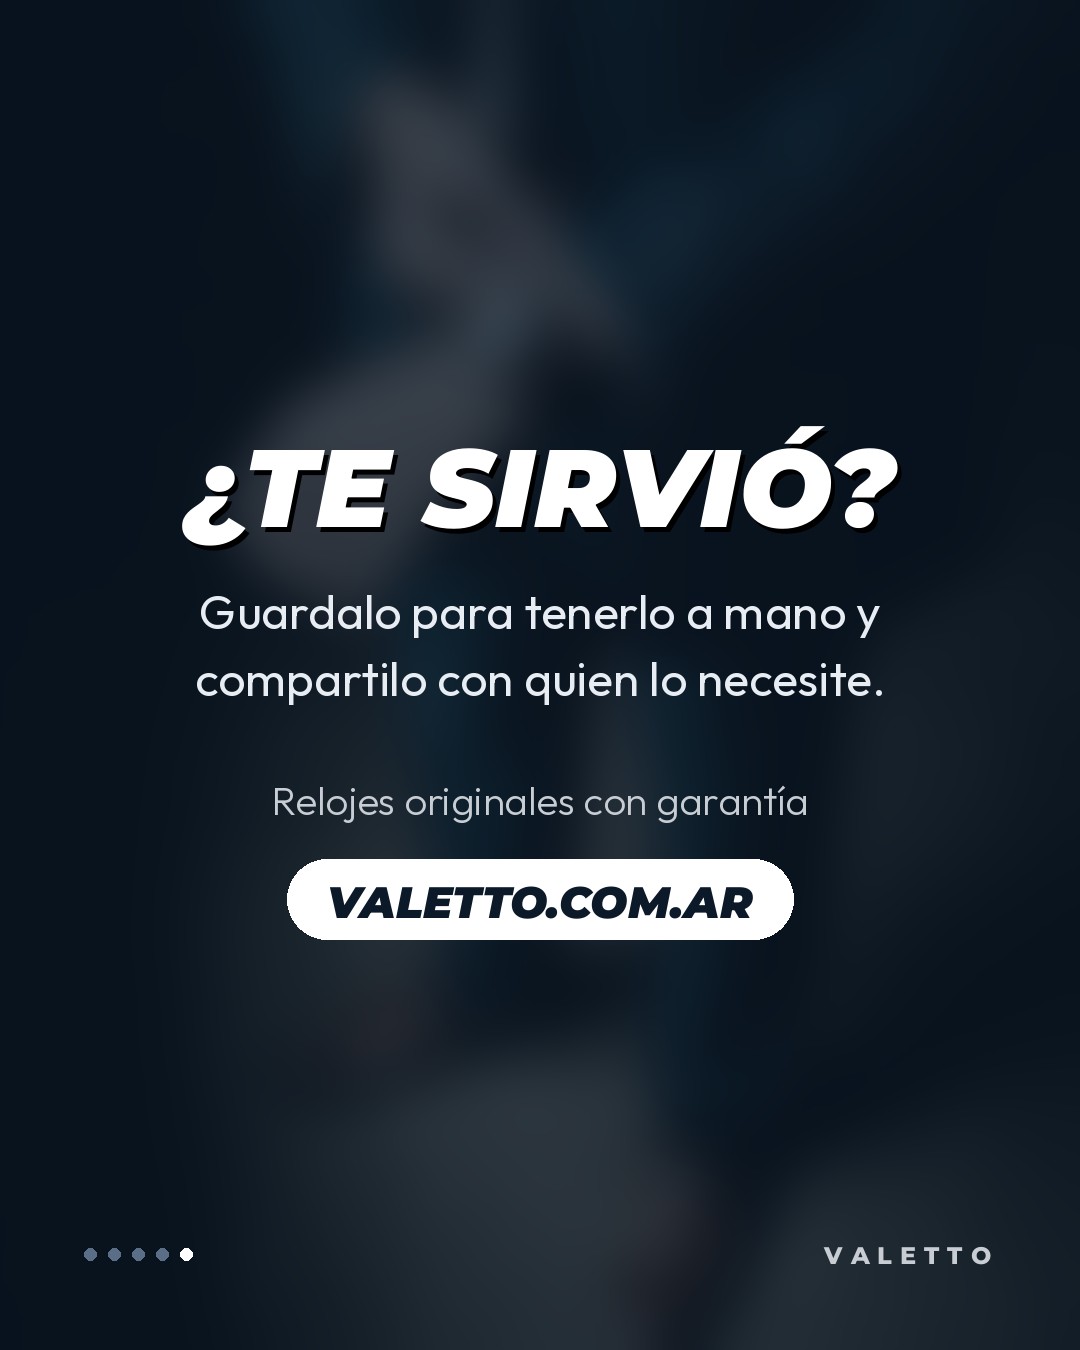 ¿TE SIRVIÓ?
Guardalo para tenerlo a mano y
compartilo con quien lo necesite.
Relojes originales con garantía
VALETTO.COM.AR
VALETTO